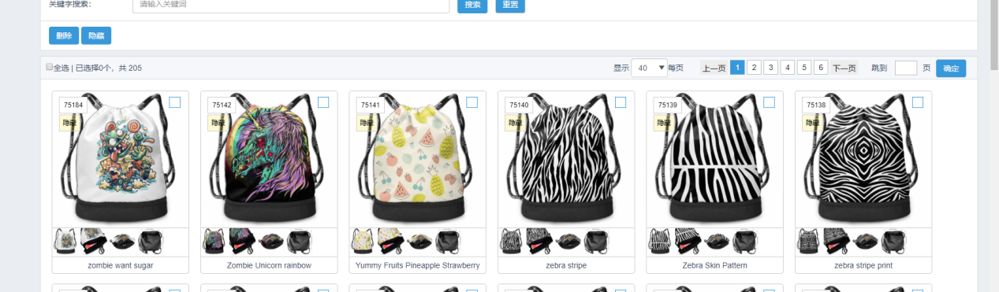 关键字搜索： 请输入关键词 搜索 重置
删除 隐藏
全选 | 已选择0个，共 205 显示 40 每页 上一页 1 2 3 4 5 6 下一页 跳到 页 确定
75184 75142 75141 75140 75139 75138
隐藏 隐藏 隐藏 隐藏 隐藏 隐藏
zombie want sugar Zombie Unicorn rainbow Yummy Fruits Pineapple Strawberry zebra stripe Zebra Skin Pattern zebra stripe print